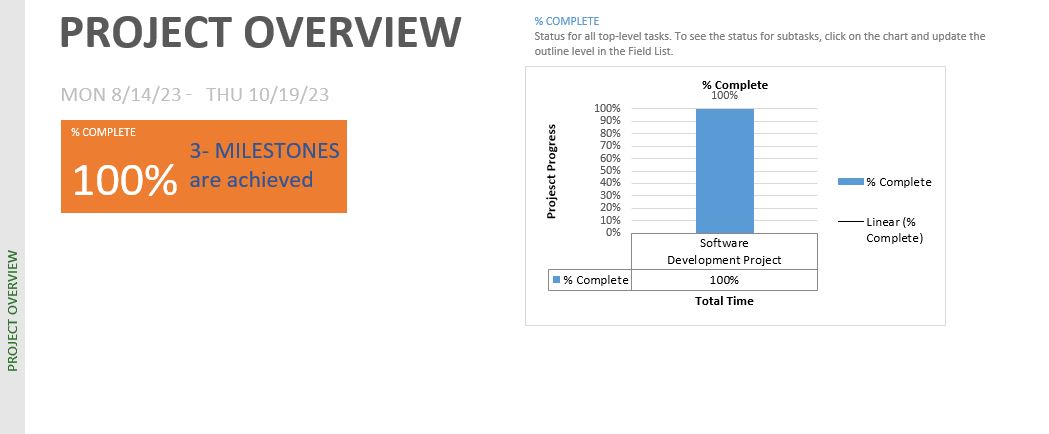 PROJECT OVERVIEW
MON 8/14/23 - THU 10/19/23
% COMPLETE
100%
3- MILESTONES
are achieved
PROJECT OVERVIEW
% COMPLETE
Status for all top-level tasks. To see the status for subtasks, click on the chart and update the
outline level in the Field List.
% Complete
100%
100%
90%
80%
70%
60%
50%
40%
30%
20%
10%
0%
Projesct Progress
Software
Development Project
% Complete
100%
Total Time
% Complete
Linear (%
Complete)